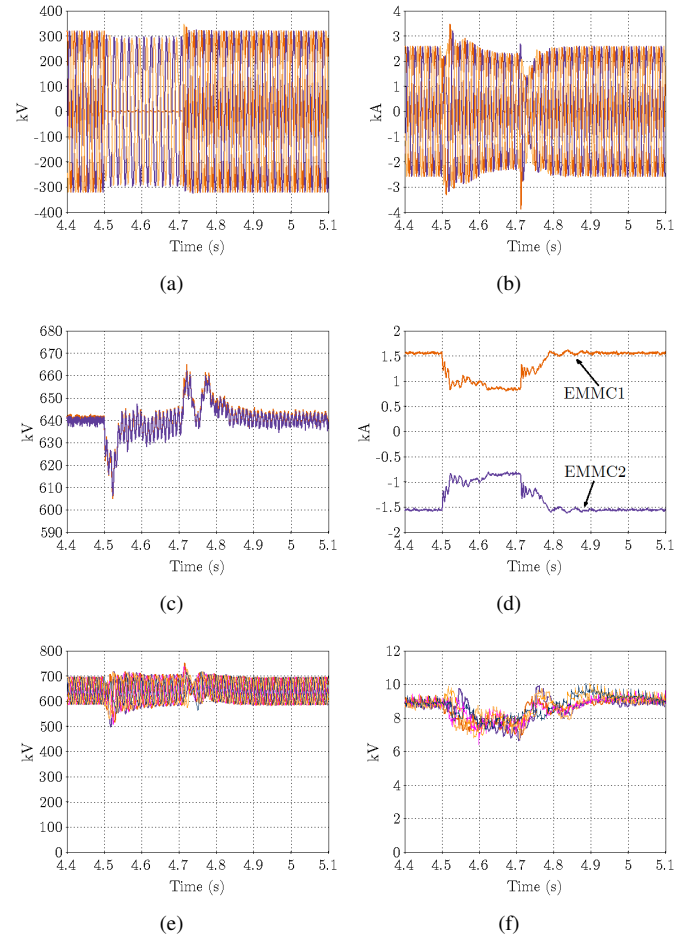 400
300
200
100
0
-100
-200
-300
-400
kV
4.4 4.5 4.6 4.7 4.8 4.9 5 5.1
Time (s)
(a)
4
3
2
1
0
-1
-2
-3
-4
kA
4.4 4.5 4.6 4.7 4.8 4.9 5 5.1
Time (s)
(b)
680
670
660
650
640
630
620
610
600
590
kV
4.4 4.5 4.6 4.7 4.8 4.9 5 5.1
Time (s)
(c)
2
1.5
1
0.5
0
-0.5
-1
-1.5
-2
kA
EMMC1
EMMC2
4.4 4.5 4.6 4.7 4.8 4.9 5 5.1
Time (s)
(d)
800
700
600
500
400
300
200
100
0
kV
4.4 4.5 4.6 4.7 4.8 4.9 5 5.1
Time (s)
(e)
12
10
8
6
4
2
0
kV
4.4 4.5 4.6 4.7 4.8 4.9 5 5.1
Time (s)
(f)